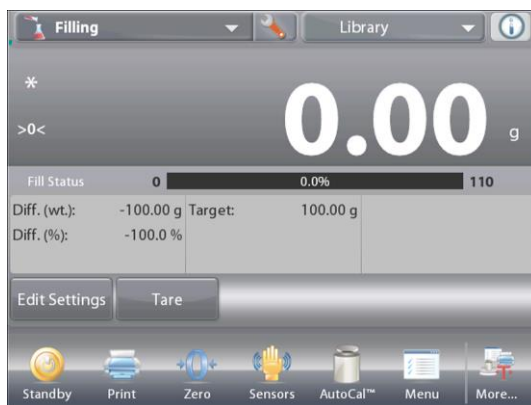 Filling Library
*
>0<
0.00 g
Fill Status 0 0.0% 110
Diff. (wt.): -100.00 g Target: 100.00 g
Diff. (%): -100.0 %
Edit Settings Tare
Standby Print Zero Sensors AutoCal™ Menu More...